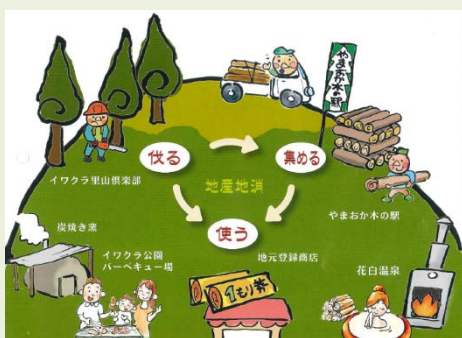 やまおか木の駅
伐る
集める
イワクラ里山倶楽部
地産地消
やまおか木の駅
使う
炭焼き窯
地元登録商店
イワクラ公園
バーベキュー場
花白温泉
1もり券